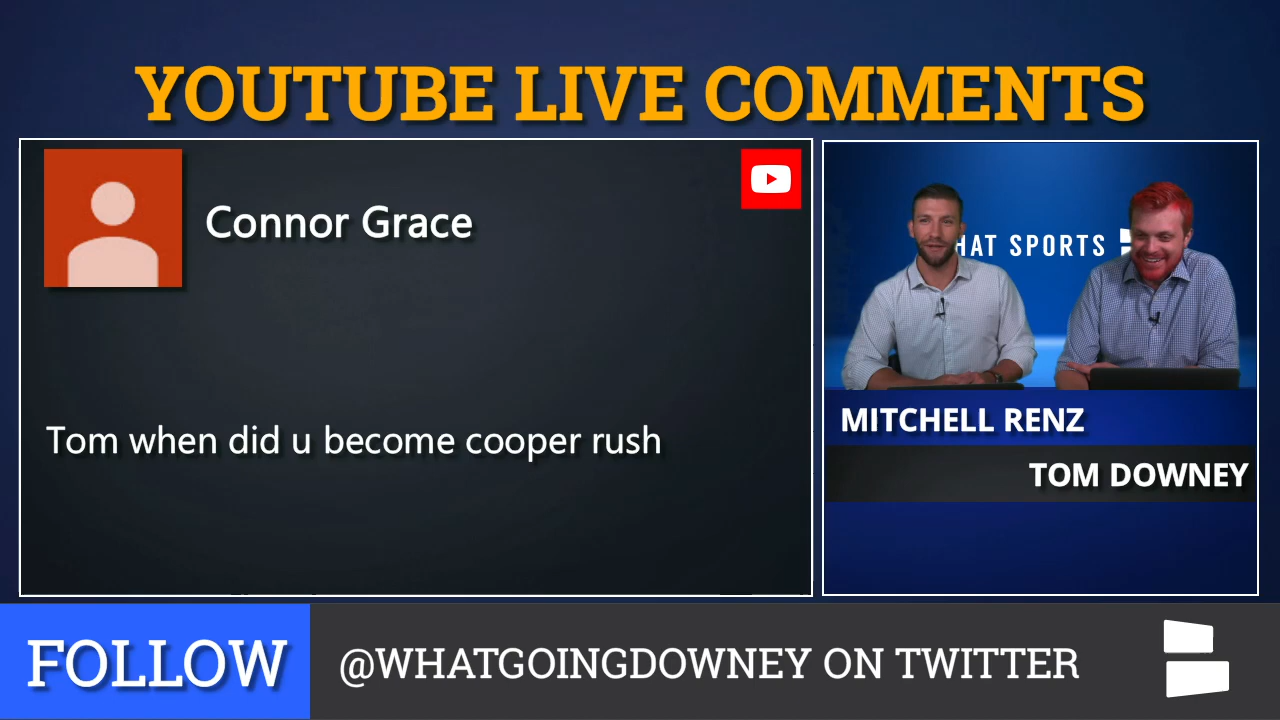 YOUTUBE LIVE COMMENTS
Connor Grace
HAT SPORTS
Tom when did u become cooper rush
MITCHELL RENZ
TOM DOWNEY
FOLLOW
@WHATGOINGDOWNEY ON TWITTER